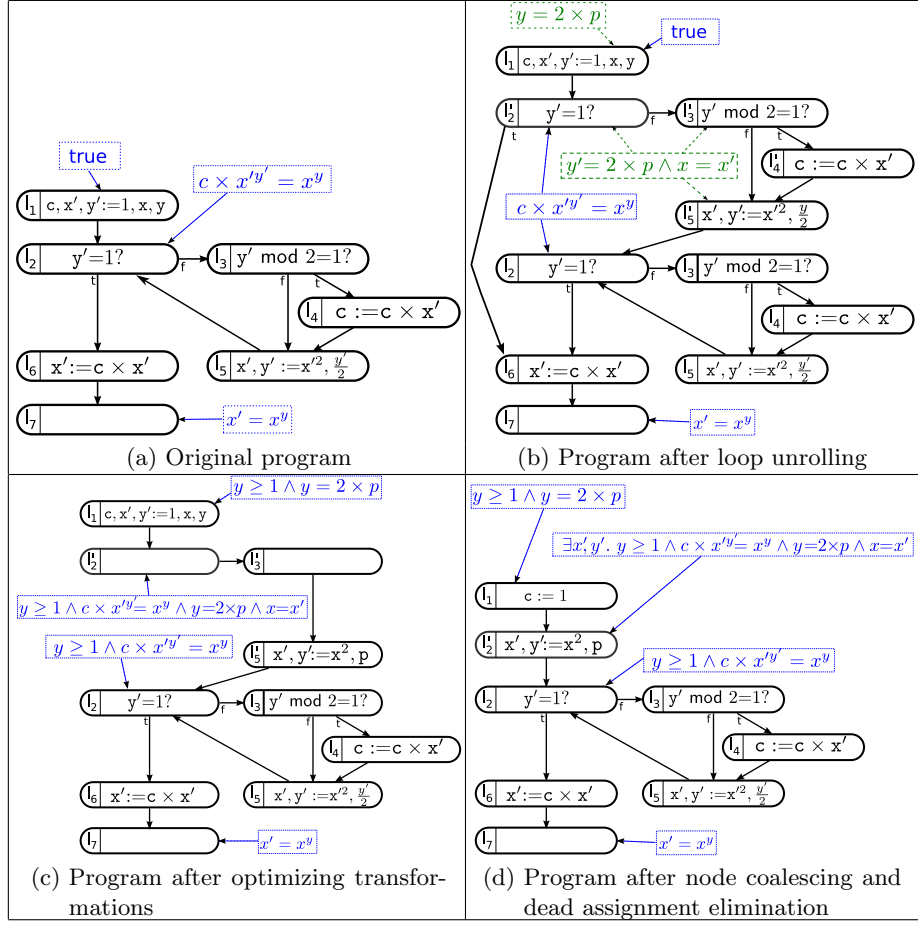 true
c × x′^y′ = x^y
l1 c, x′, y′:=1, x, y
l2 y′=1?
l3 y′ mod 2=1?
f
t
f
t
l4 c :=c × x′
l6 x′:=c × x′
l5 x′, y′ :=x′², y′/2
l7
x′ = x^y
(a) Original program
y = 2 × p
true
l1 c, x′, y′:=1, x, y
l′2 y′=1?
l′3 y′ mod 2=1?
t
f
f
t
y′= 2 × p ∧ x = x′
l′4 c :=c × x′
c × x′^y′ = x^y
l′5 x′, y′:=x′², y/2
l2 y′=1?
l3 y′ mod 2=1?
f
t
f
t
l4 c :=c × x′
l6 x′:=c × x′
l5 x′, y′ :=x′², y′/2
l7
x′ = x^y
(b) Program after loop unrolling
y ≥ 1 ∧ y = 2 × p
l1 c, x′, y′:=1, x, y
l′2
l′3
y ≥ 1 ∧ c × x′^y′= x^y ∧ y=2×p ∧ x=x′
y ≥ 1 ∧ c × x′^y′ = x^y
l′5 x′, y′:=x², p
l2 y′=1?
l3 y′ mod 2=1?
f
t
f
t
l4 c :=c × x′
l6 x′:=c × x′
l5 x′, y′ :=x′², y′/2
l7
x′ = x^y
(c) Program after optimizing transfor-
mations
y ≥ 1 ∧ y = 2 × p
∃x′, y′. y ≥ 1 ∧ c × x′^y′= x^y ∧ y=2×p ∧ x=x′
l1 c := 1
l′2 x′, y′:=x², p
y ≥ 1 ∧ c × x′^y′ = x^y
l2 y′=1?
l3 y′ mod 2=1?
f
t
f
t
l4 c :=c × x′
l6 x′:=c × x′
l5 x′, y′ :=x′², y′/2
l7
x′ = x^y
(d) Program after node coalescing and
dead assignment elimination